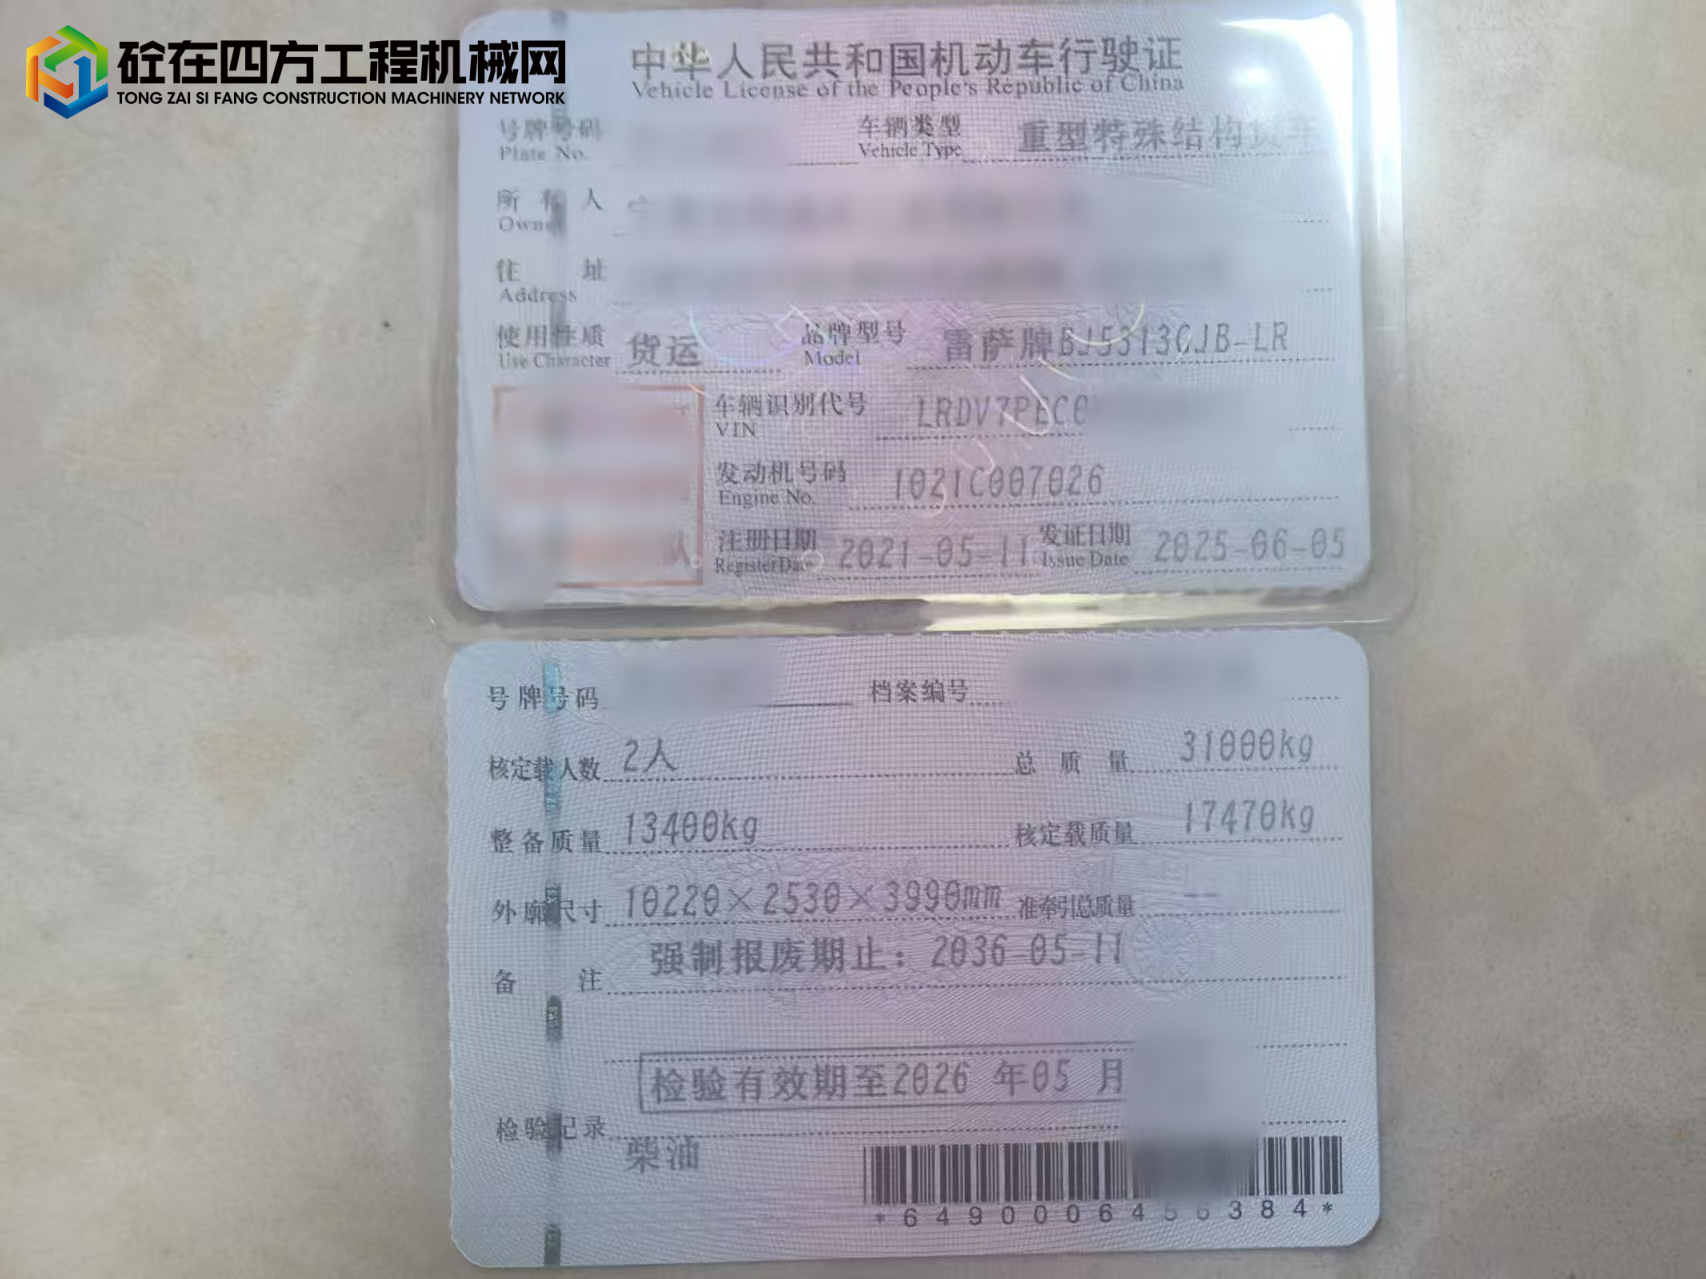 砼在四方工程机械网
TONG ZAI SI FANG CONSTRUCTION MACHINERY NETWORK
中华人民共和国机动车行驶证
Vehicle License of the People's Republic of China
号牌号码 车辆类型 重型特殊结构货车
Plate No. Vehicle Type
所有人
Owner
住址
Address
使用性质 货运 品牌型号 雷萨牌BJ5313GJB-LR
Use Character Model
车辆识别代号 LRDV7PEC0
VIN
发动机号码 1021C007026
Engine No.
注册日期 2021-05-11 发证日期 2025-06-05
Register Date Issue Date
号牌号码 档案编号
核定载人数 2人 总质量 31000kg
整备质量 13400kg 核定载质量 17470kg
外廓尺寸 10220×2530×3990mm 准牵引总质量 --
备注 强制报废期止：2036-05-11
检验有效期至2026 年05 月
检验记录
柴油